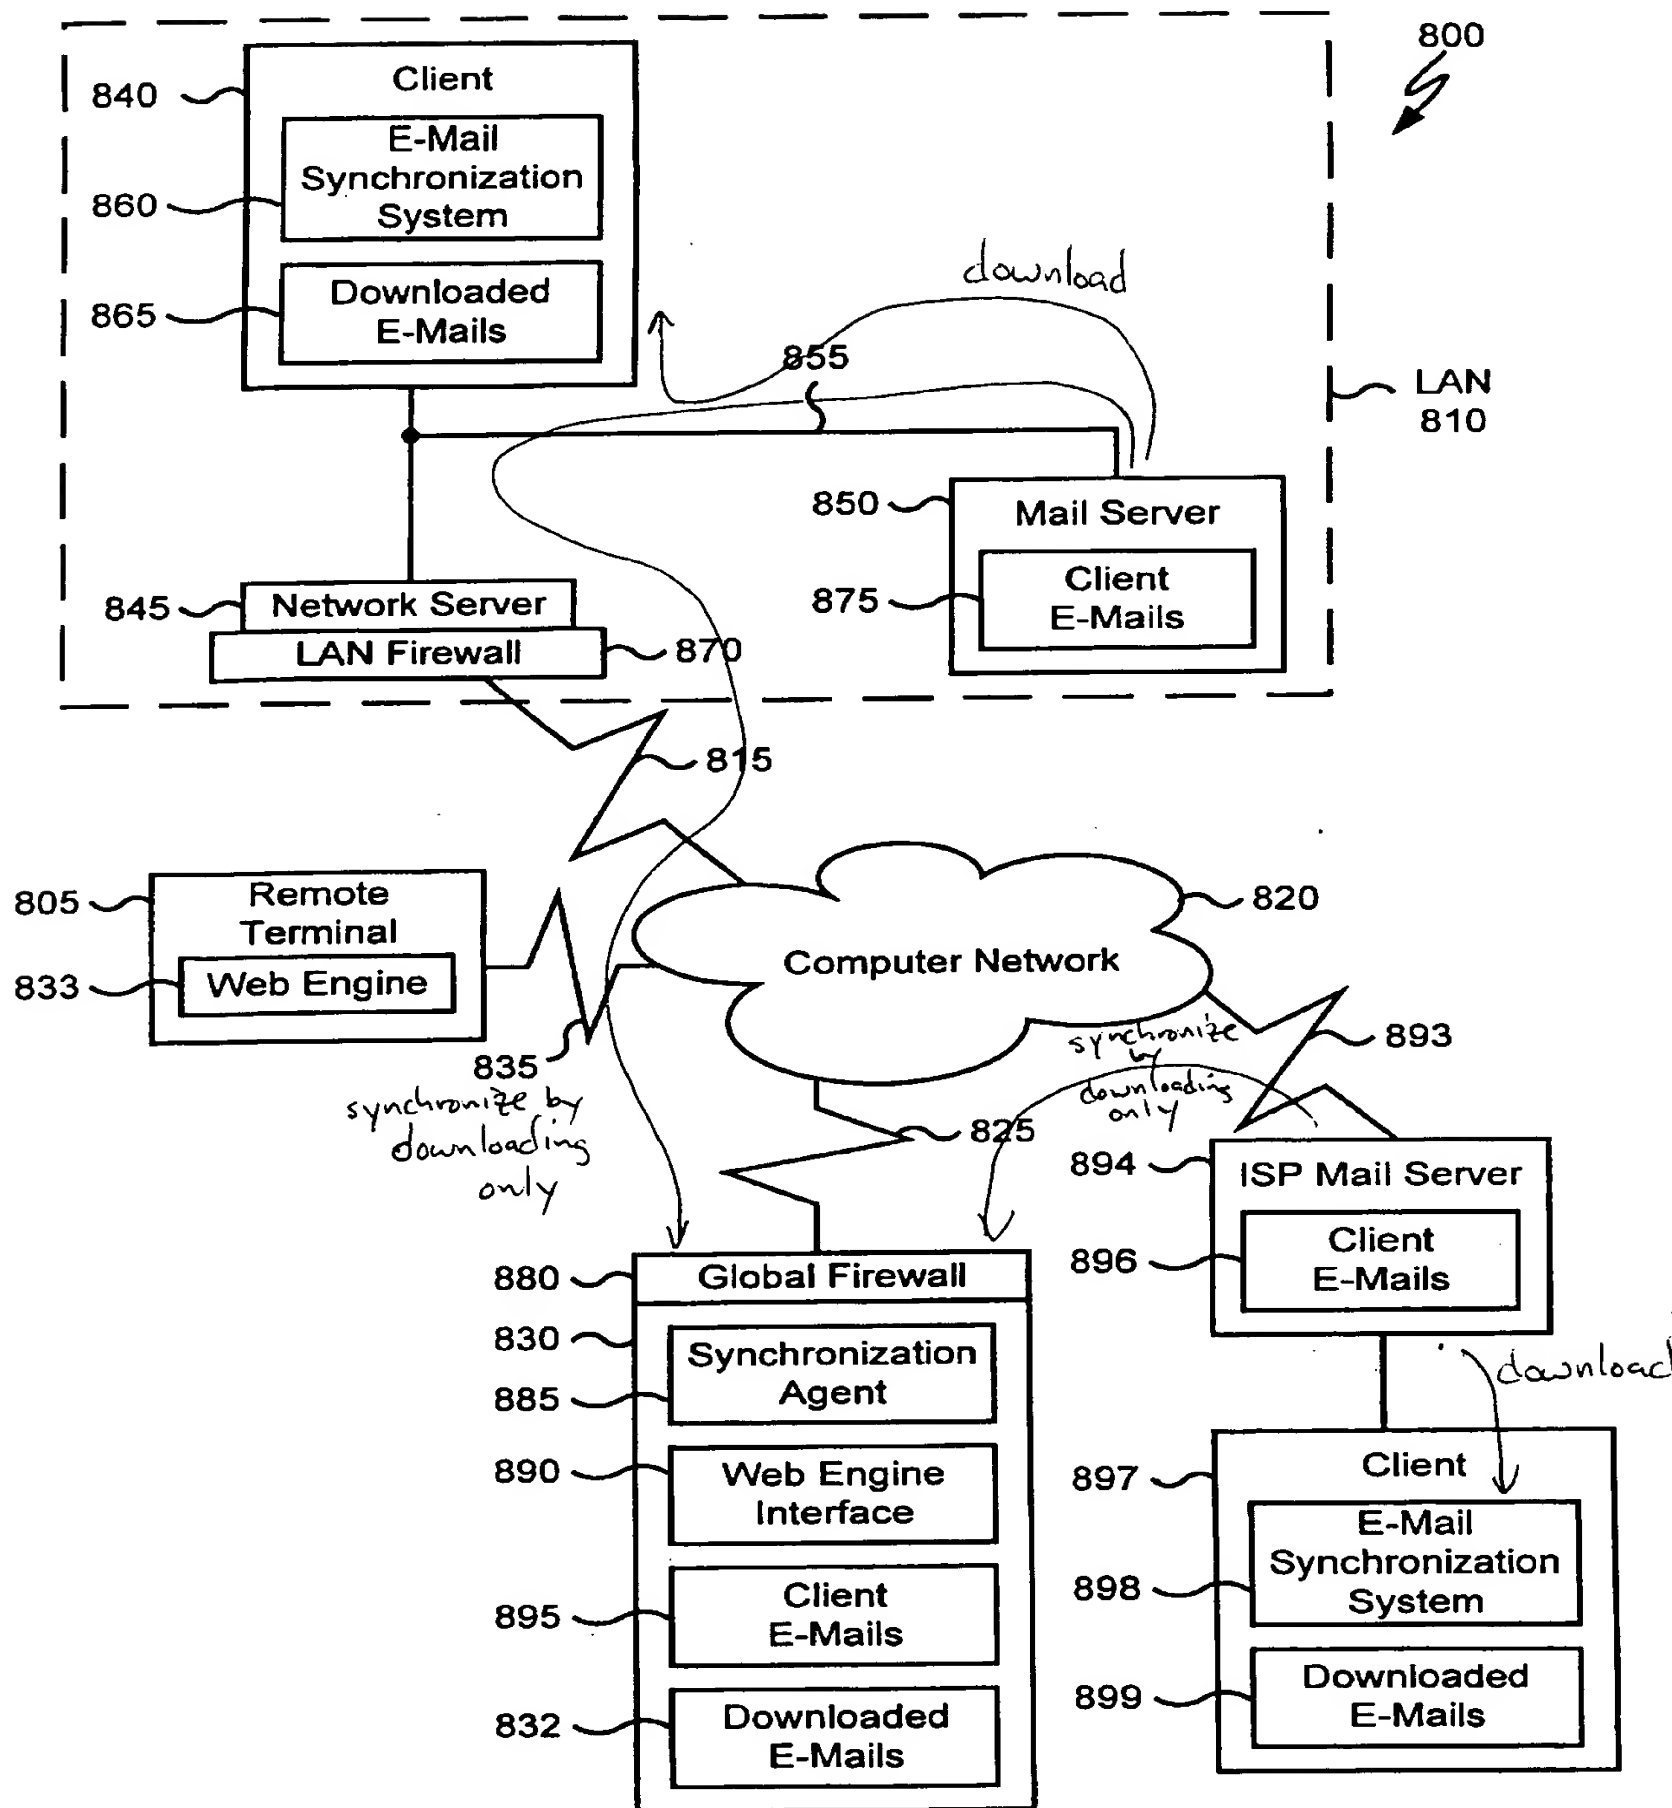 800
Client
840
E-Mail
Synchronization
System
860
Downloaded
E-Mails
865
download
855
LAN
810
850
Mail Server
875
Client
E-Mails
845
Network Server
LAN Firewall
870
815
805
Remote
Terminal
833
Web Engine
820
Computer Network
835
synchronize by
downloading
only
synchronize
by
downloading
only
893
825
894
ISP Mail Server
896
Client
E-Mails
download
880
Global Firewall
830
Synchronization
Agent
885
890
Web Engine
Interface
895
Client
E-Mails
832
Downloaded
E-Mails
897
Client
898
E-Mail
Synchronization
System
899
Downloaded
E-Mails